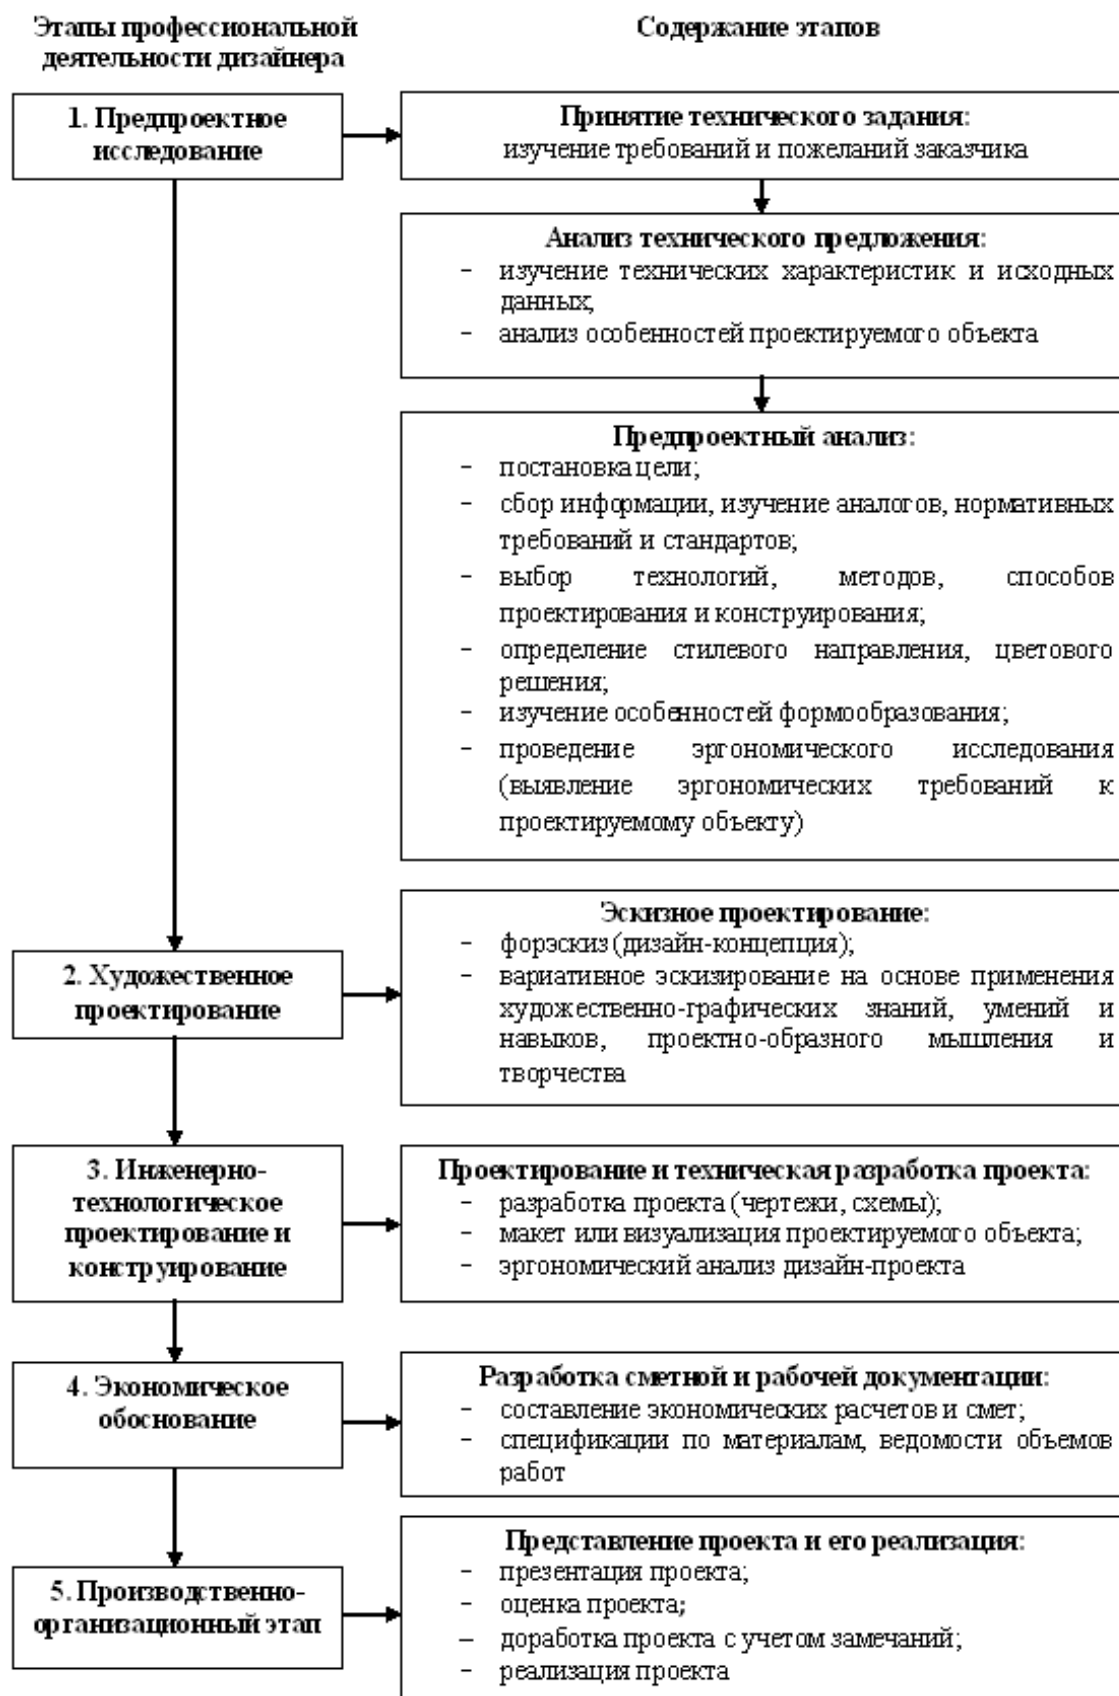 Этапы профессиональной
деятельности дизайнера
Содержание этапов
1. Предпроектное
исследование
Принятие технического задания:
изучение требований и пожеланий заказчика
Анализ технического предложения:
- изучение технических характеристик и исходных
данных;
- анализ особенностей проектируемого объекта
Предпроектный анализ:
- постановка цели;
- сбор информации, изучение аналогов, нормативных
требований и стандартов;
- выбор технологий, методов, способов
проектирования и конструирования;
- определение стилевого направления, цветового
решения;
- изучение особенностей формообразования;
- проведение эргономического исследования
(выявление эргономических требований к
проектируемому объекту)
2. Художественное
проектирование
Эскизное проектирование:
- форэскиз (дизайн-концепция);
- вариативное эскизирование на основе применения
художественно-графических знаний, умений и
навыков, проектно-образного мышления и
творчества
3. Инженерно-
технологическое
проектирование и
конструирование
Проектирование и техническая разработка проекта:
- разработка проекта (чертежи, схемы);
- макет или визуализация проектируемого объекта;
- эргономический анализ дизайн-проекта
4. Экономическое
обоснование
Разработка сметной и рабочей документации:
- составление экономических расчетов и смет;
- спецификации по материалам, ведомости объемов
работ
5. Производственно-
организационный этап
Представление проекта и его реализация:
- презентация проекта;
- оценка проекта;
– доработка проекта с учетом замечаний;
- реализация проекта